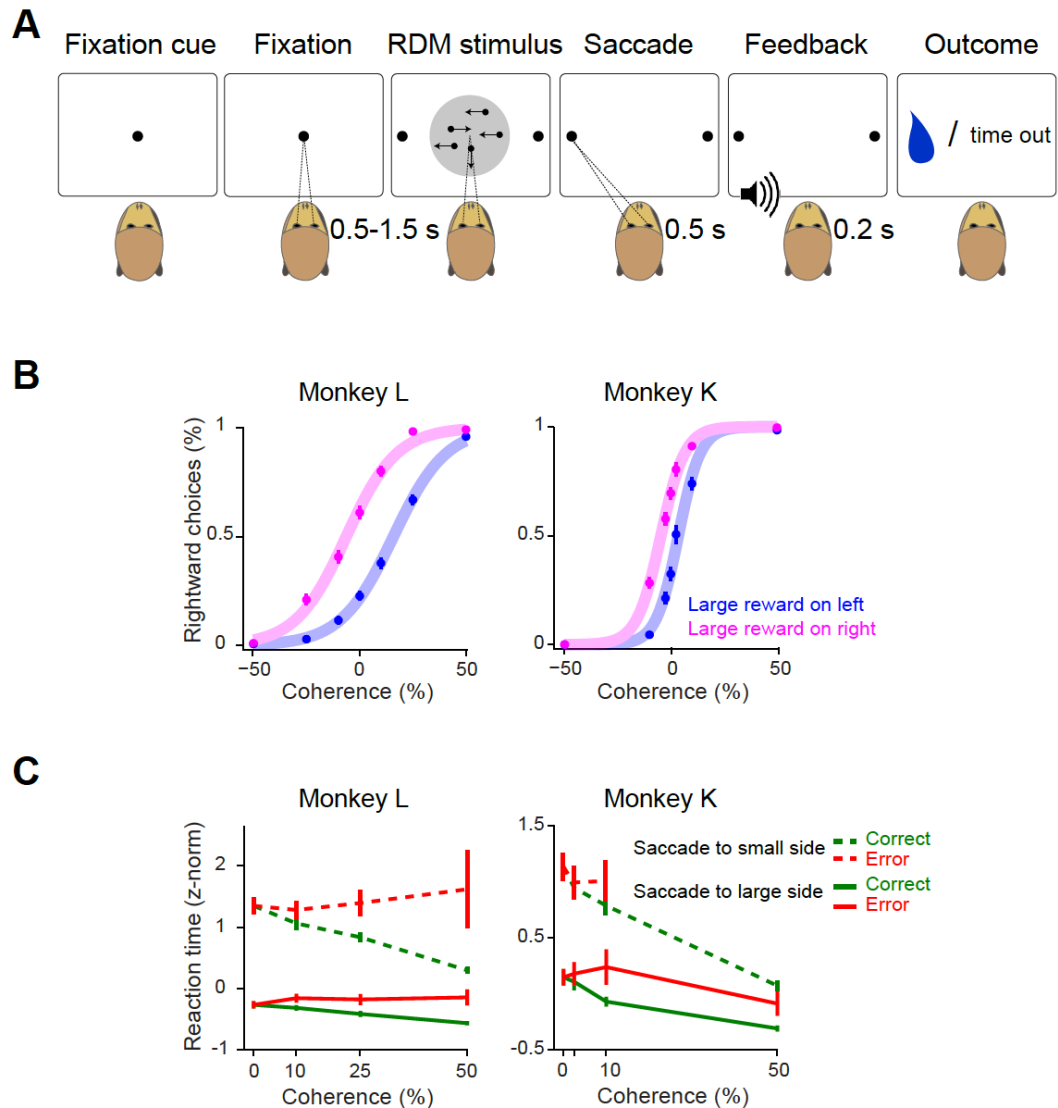 A
Fixation cue
Fixation
RDM stimulus
Saccade
Feedback
Outcome
/ time out
0.5-1.5 s
0.5 s
0.2 s
B
Monkey L
Monkey K
Rightward choices (%)
1
0.5
0
−50
0
50
Coherence (%)
1
0.5
0
−50
0
50
Coherence (%)
Large reward on left
Large reward on right
C
Monkey L
Monkey K
Reaction time (z-norm)
2
1
0
-1
0
10
25
50
Coherence (%)
1.5
0.5
-0.5
0
10
50
Coherence (%)
Saccade to small side
Correct
Error
Saccade to large side
Correct
Error